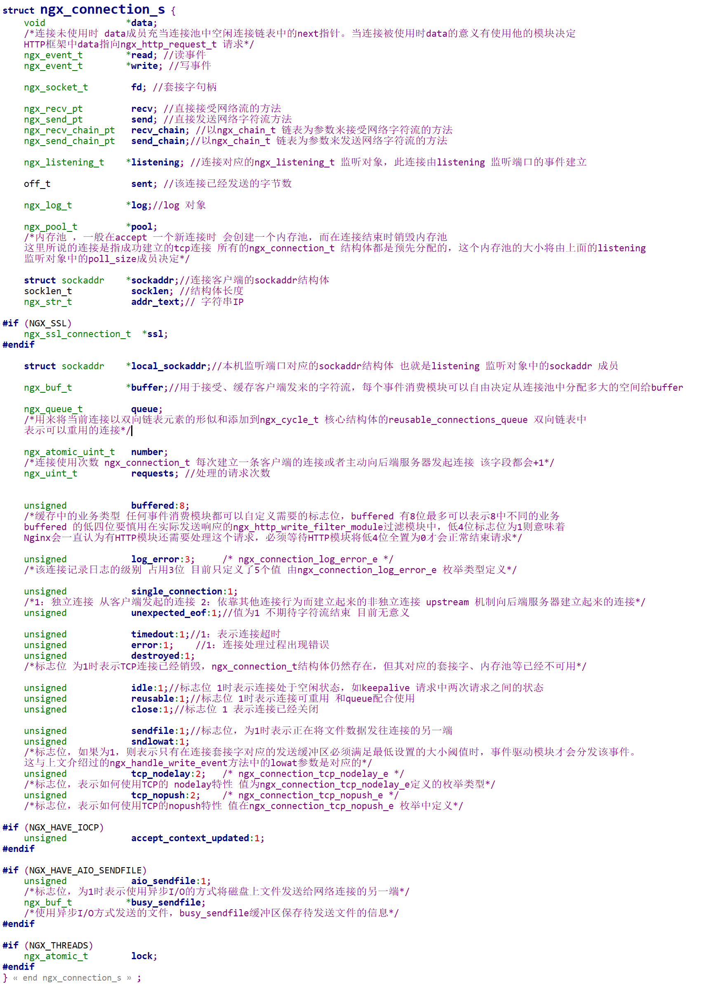 struct ngx_connection_s {
    void               *data;
    /*连接未使用时 data成员充当连接池中空闲连接链表中的next指针。当连接被使用时data的意义有使用他的模块决定
    HTTP框架中data指向ngx_http_request_t 请求*/
    ngx_event_t        *read; //读事件
    ngx_event_t        *write; //写事件

    ngx_socket_t        fd; //套接字句柄

    ngx_recv_pt         recv; //直接接受网络流的方法
    ngx_send_pt         send; //直接发送网络字符流方法
    ngx_recv_chain_pt   recv_chain; //以ngx_chain_t 链表为参数来接受网络字符流的方法
    ngx_send_chain_pt   send_chain;//以ngx_chain_t 链表为参数来发送网络字符流的方法

    ngx_listening_t    *listening; //连接对应的ngx_listening_t 监听对象，此连接由listening 监听端口的事件建立

    off_t               sent; //该连接已经发送的字节数

    ngx_log_t          *log;//log 对象

    ngx_pool_t         *pool;
    /*内存池 ，一般在accept 一个新连接时 会创建一个内存池，而在连接结束时销毁内存池
    这里所说的连接是指成功建立的tcp连接 所有的ngx_connection_t 结构体都是预先分配的，这个内存池的大小将由上面的listening
    监听对象中的poll_size成员决定*/

    struct sockaddr    *sockaddr;//连接客户端的sockaddr结构体
    socklen_t           socklen; //结构体长度
    ngx_str_t           addr_text;// 字符串IP

#if (NGX_SSL)
    ngx_ssl_connection_t  *ssl;
#endif

    struct sockaddr    *local_sockaddr;//本机监听端口对应的sockaddr结构体 也就是listening 监听对象中的sockaddr 成员

    ngx_buf_t          *buffer;//用于接受、缓存客户端发来的字符流，每个事件消费模块可以自由决定从连接池中分配多大的空间给buffer

    ngx_queue_t         queue;
    /*用来将当前连接以双向链表元素的形似和添加到ngx_cycle_t 核心结构体的reusable_connections_queue 双向链表中
    表示可以重用的连接*/

    ngx_atomic_uint_t   number;
    /*连接使用次数 ngx_connection_t 每次建立一条客户端的连接或者主动向后端服务器发起连接 该字段都会+1*/
    ngx_uint_t          requests; //处理的请求次数

    unsigned            buffered:8;
    /*缓存中的业务类型 任何事件消费模块都可以自定义需要的标志位，buffered 有8位最多可以表示8中不同的业务
    buffered 的低四位要慎用在实际发送响应的ngx_http_write_filter_module过滤模块中，低4位标志位为1则意味着
    Nginx会一直认为有HTTP模块还需要处理这个请求，必须等待HTTP模块将低4位全置为0才会正常结束请求*/

    unsigned            log_error:3;     /* ngx_connection_log_error_e */
    /*该连接记录日志的级别 占用3位 目前只定义了5个值 由ngx_connection_log_error_e 枚举类型定义*/

    unsigned            single_connection:1;
    /*1：独立连接 从客户端发起的连接 2：依靠其他连接行为而建立起来的非独立连接 upstream 机制向后端服务器建立起来的连接*/
    unsigned            unexpected_eof:1;//值为1 不期待字符流结束 目前无意义

    unsigned            timedout:1;//1：表示连接超时
    unsigned            error:1;    //1：连接处理过程出现错误
    unsigned            destroyed:1;
    /*标志位 为1时表示TCP连接已经销毁，ngx_connection_t结构体仍然存在，但其对应的套接字、内存池等已经不可用*/

    unsigned            idle:1;//标志位 1时表示连接处于空闲状态，如keepalive 请求中两次请求之间的状态
    unsigned            reusable:1;//标志位 1时表示连接可重用 和queue配合使用
    unsigned            close:1;//标志位 1 表示连接已经关闭

    unsigned            sendfile:1;//标志位，为1时表示正在将文件数据发往连接的另一端
    unsigned            sndlowat:1;
    /*标志位，如果为1，则表示只有在连接套接字对应的发送缓冲区必须满足最低设置的大小阈值时，事件驱动模块才会分发该事件。
    这与上文介绍过的ngx_handle_write_event方法中的lowat参数是对应的*/
    unsigned            tcp_nodelay:2;   /* ngx_connection_tcp_nodelay_e */
    /*标志位，表示如何使用TCP的 nodelay特性 值为ngx_connection_tcp_nodelay_e定义的枚举类型*/
    unsigned            tcp_nopush:2;    /* ngx_connection_tcp_nopush_e */
    /*标志位，表示如何使用TCP的nopush特性 值在ngx_connection_tcp_nopush_e 枚举中定义*/

#if (NGX_HAVE_IOCP)
    unsigned            accept_context_updated:1;
#endif

#if (NGX_HAVE_AIO_SENDFILE)
    unsigned            aio_sendfile:1;
    /*标志位，为1时表示使用异步I/O的方式将磁盘上文件发送给网络连接的另一端*/
    ngx_buf_t          *busy_sendfile;
    /*使用异步I/O方式发送的文件，busy_sendfile缓冲区保存待发送文件的信息*/
#endif

#if (NGX_THREADS)
    ngx_atomic_t        lock;
#endif
} « end ngx_connection_s » ;